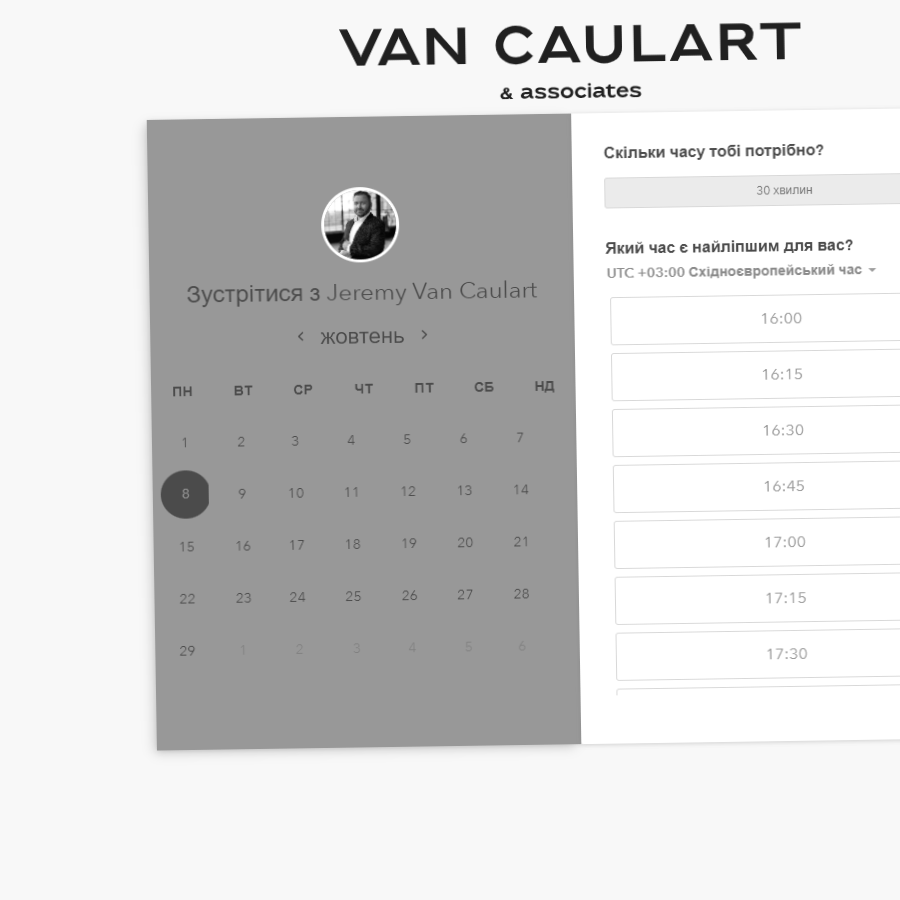 VAN CAULART
& associates
Зустрітися з Jeremy Van Caulart
жовтень
ПН ВТ СР ЧТ ПТ СБ НД
1 2 3 4 5 6 7
8 9 10 11 12 13 14
15 16 17 18 19 20 21
22 23 24 25 26 27 28
29 1 2 3 4 5 6
Скільки часу тобі потрібно?
30 хвилин
Який час є найліпшим для вас?
UTC +03:00 Східноєвропейський час
16:00
16:15
16:30
16:45
17:00
17:15
17:30